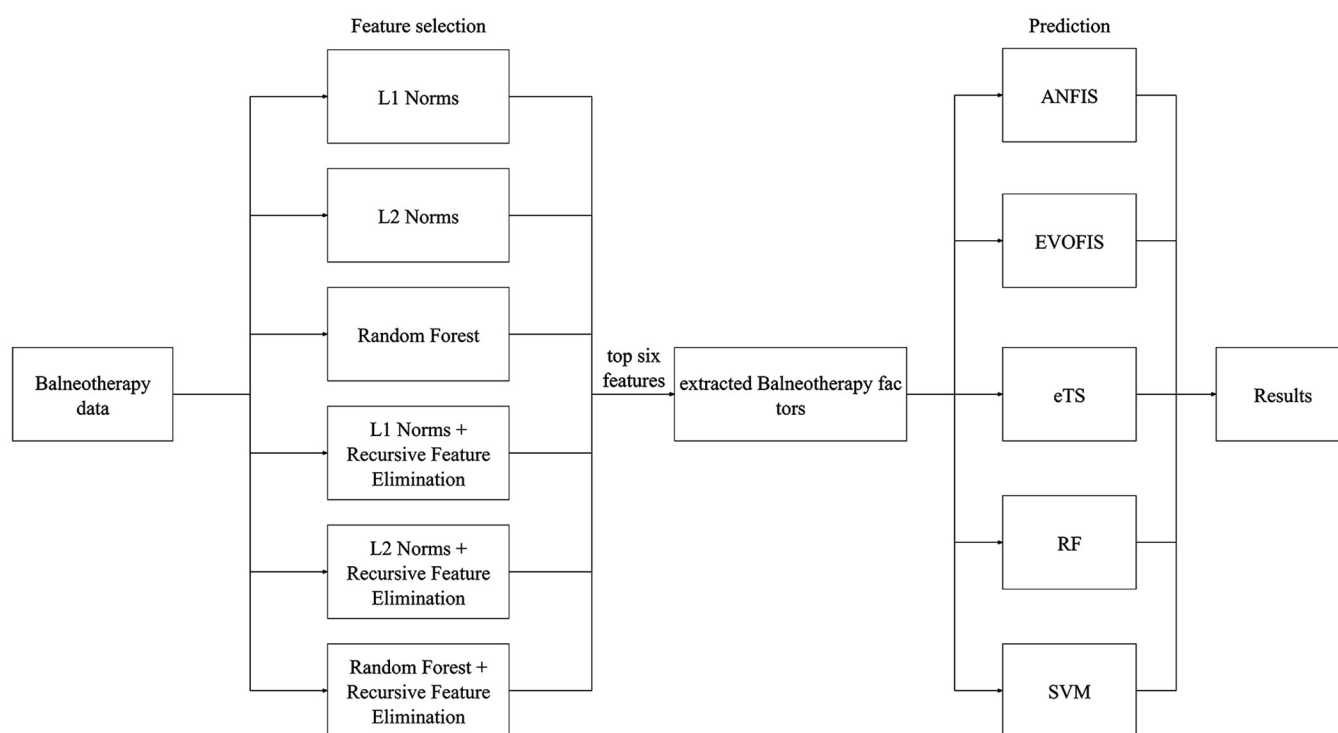 Feature selection
Prediction
L1 Norms
L2 Norms
Random Forest
L1 Norms +
Recursive Feature
Elimination
L2 Norms +
Recursive Feature
Elimination
Random Forest +
Recursive Feature
Elimination
Balneotherapy
data
top six
features
extracted Balneotherapy fac
tors
ANFIS
EVOFIS
eTS
RF
SVM
Results